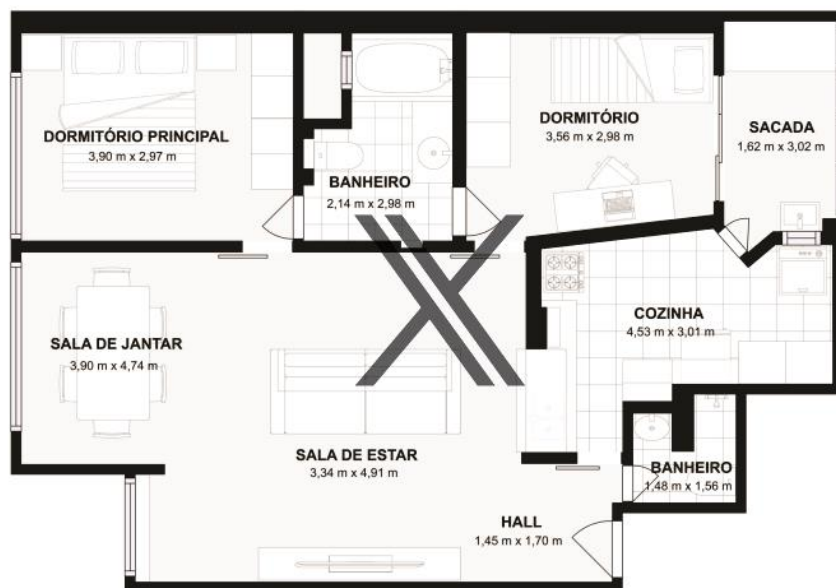 DORMITÓRIO PRINCIPAL
3,90 m x 2,97 m
BANHEIRO
2,14 m x 2,98 m
DORMITÓRIO
3,56 m x 2,98 m
SACADA
1,62 m x 3,02 m
SALA DE JANTAR
3,90 m x 4,74 m
COZINHA
4,53 m x 3,01 m
SALA DE ESTAR
3,34 m x 4,91 m
BANHEIRO
1,48 m x 1,56 m
HALL
1,45 m x 1,70 m